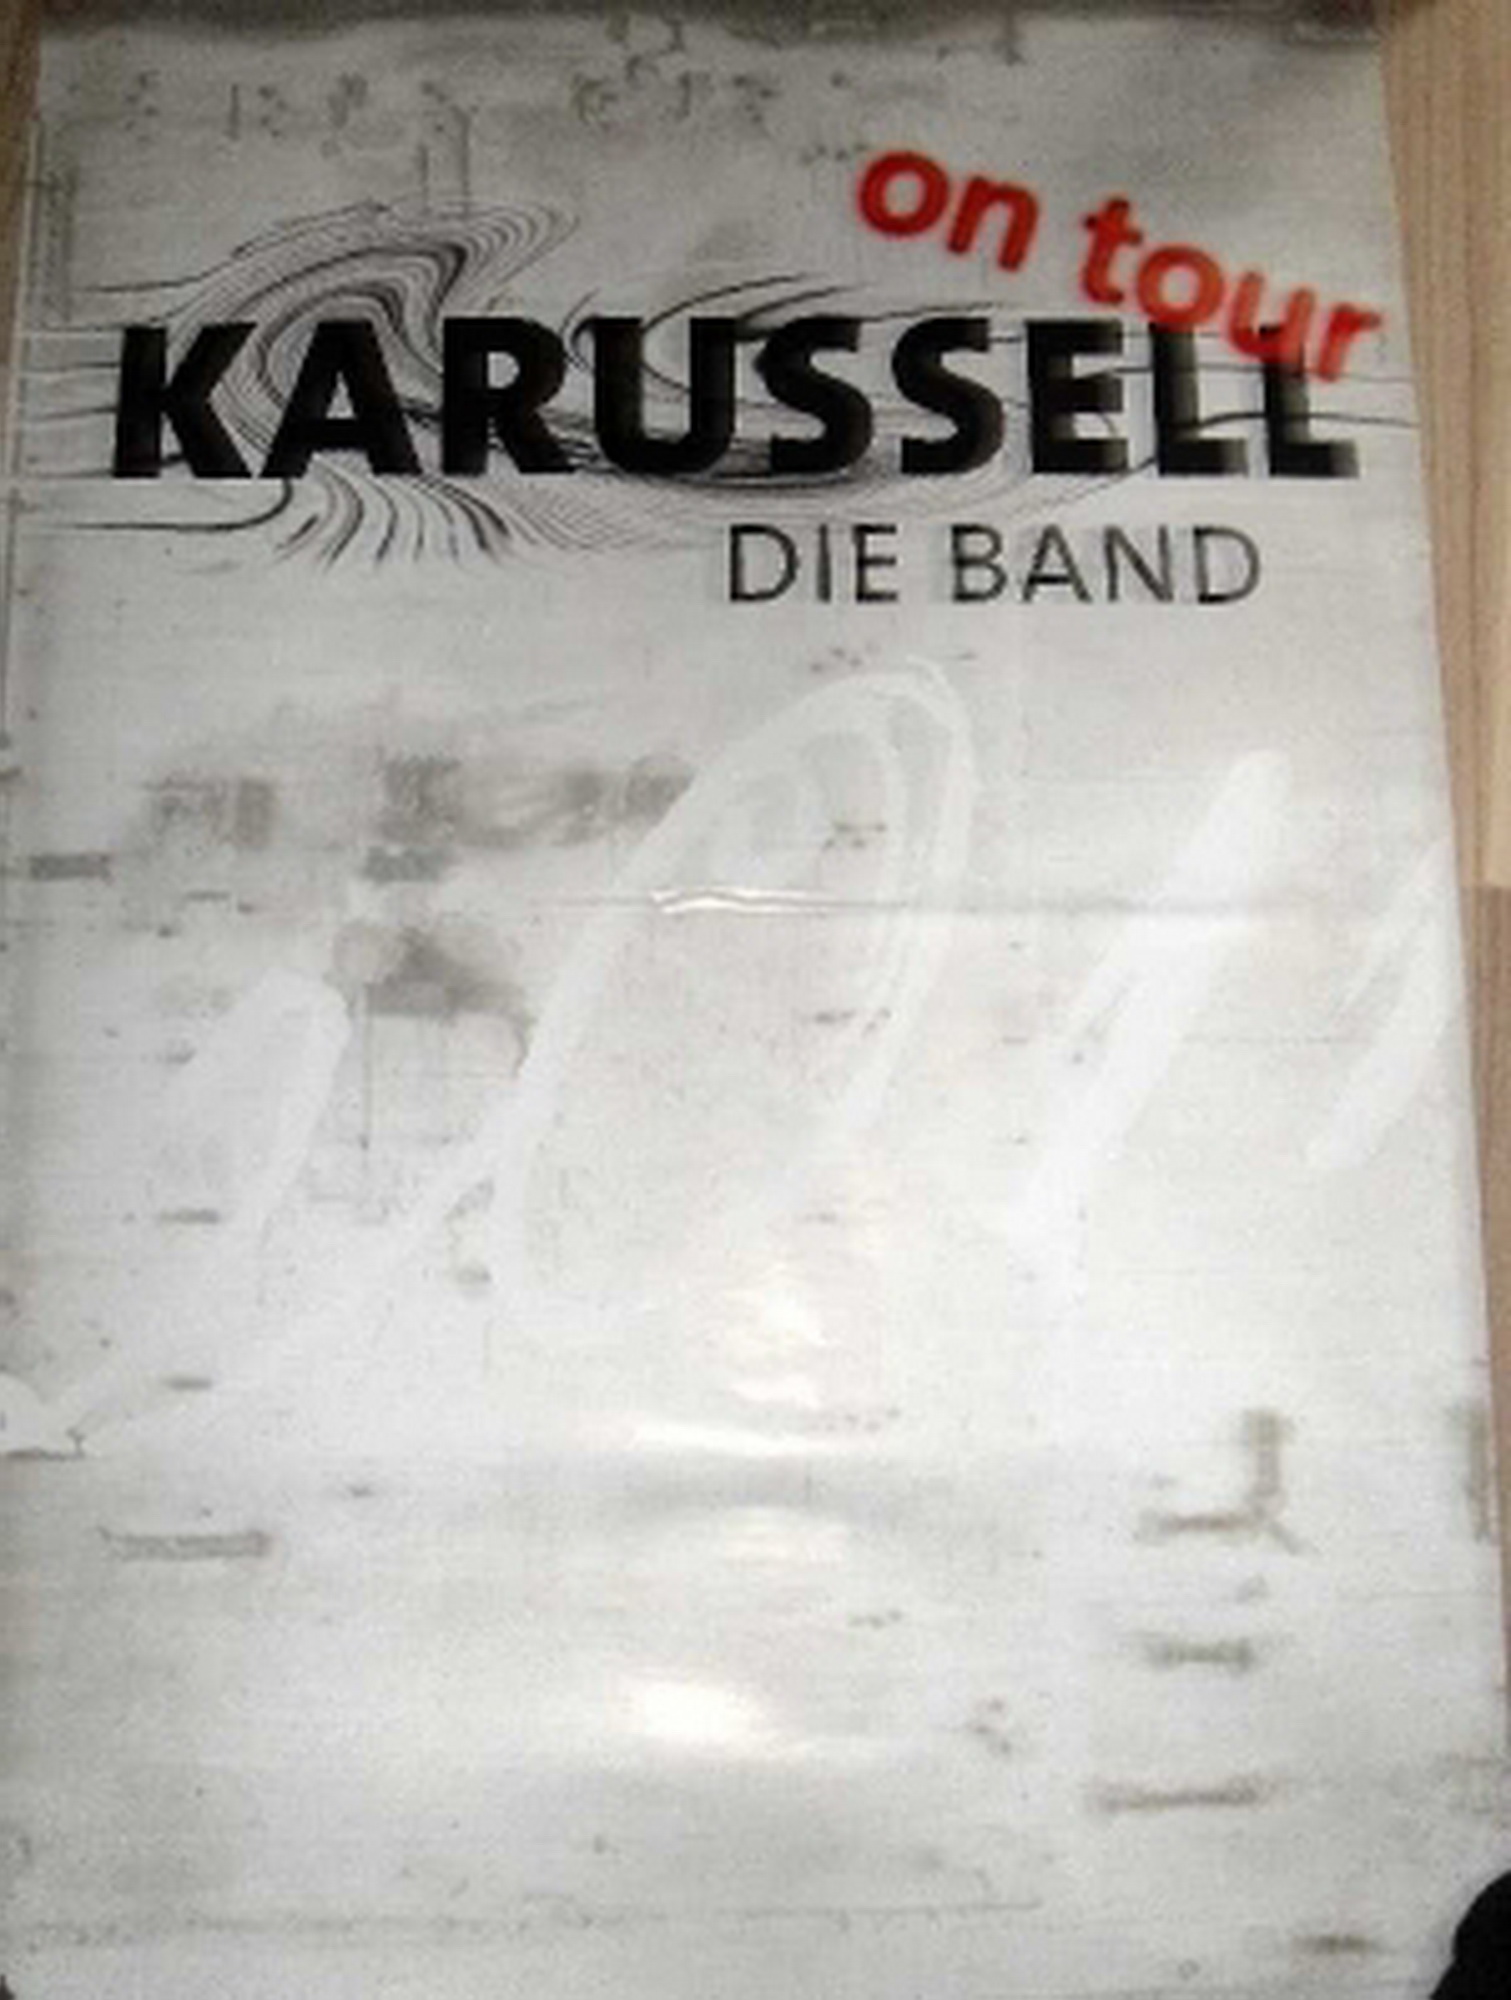 on tour
KARUSSELL
DIE BAND